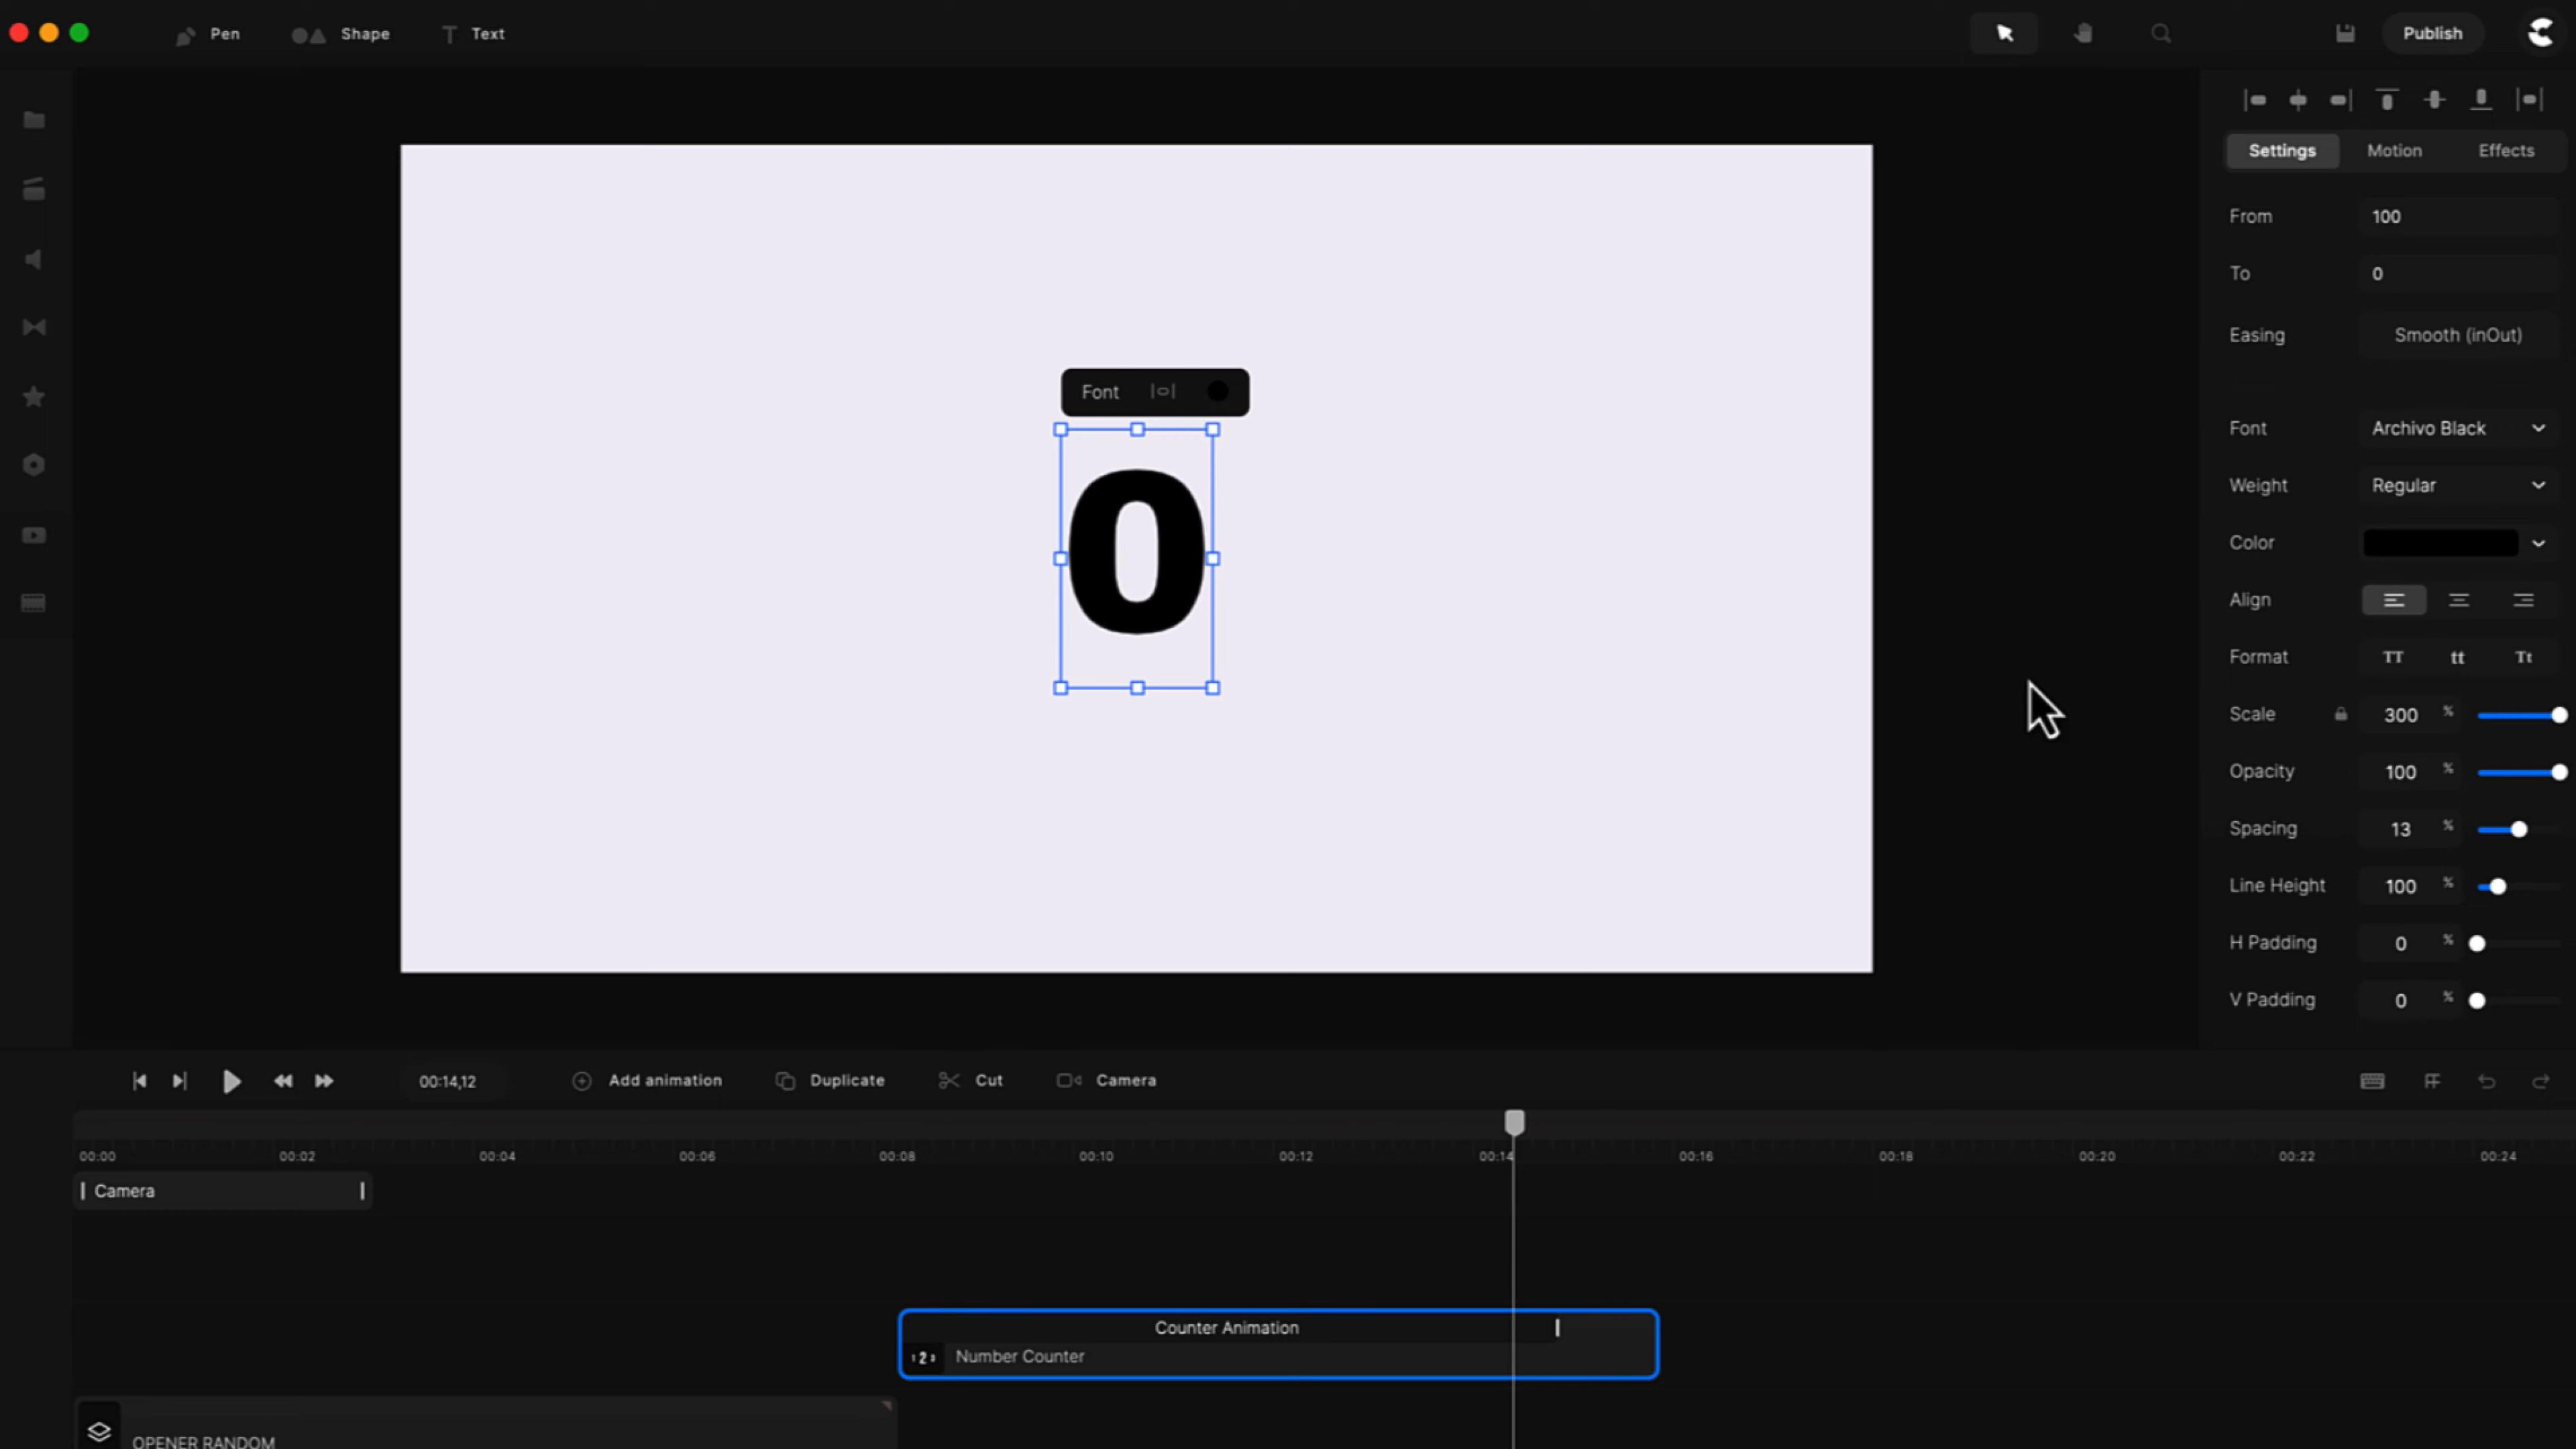 Pen Shape Text Publish
Settings Motion Effects
From 100
To 0
Easing Smooth (inOut)
Font
0
Font Archivo Black
Weight Regular
Color
Align
Format TT tt Tt
Scale 300 %
Opacity 100 %
Spacing 13 %
Line Height 100 %
H Padding 0 %
V Padding 0 %
00:14,12 Add animation Duplicate Cut Camera
00:00 00:02 00:04 00:06 00:08 00:10 00:12 00:14 00:16 00:18 00:20 00:22 00:24
Camera
Counter Animation
Number Counter
OPENER RANDOM